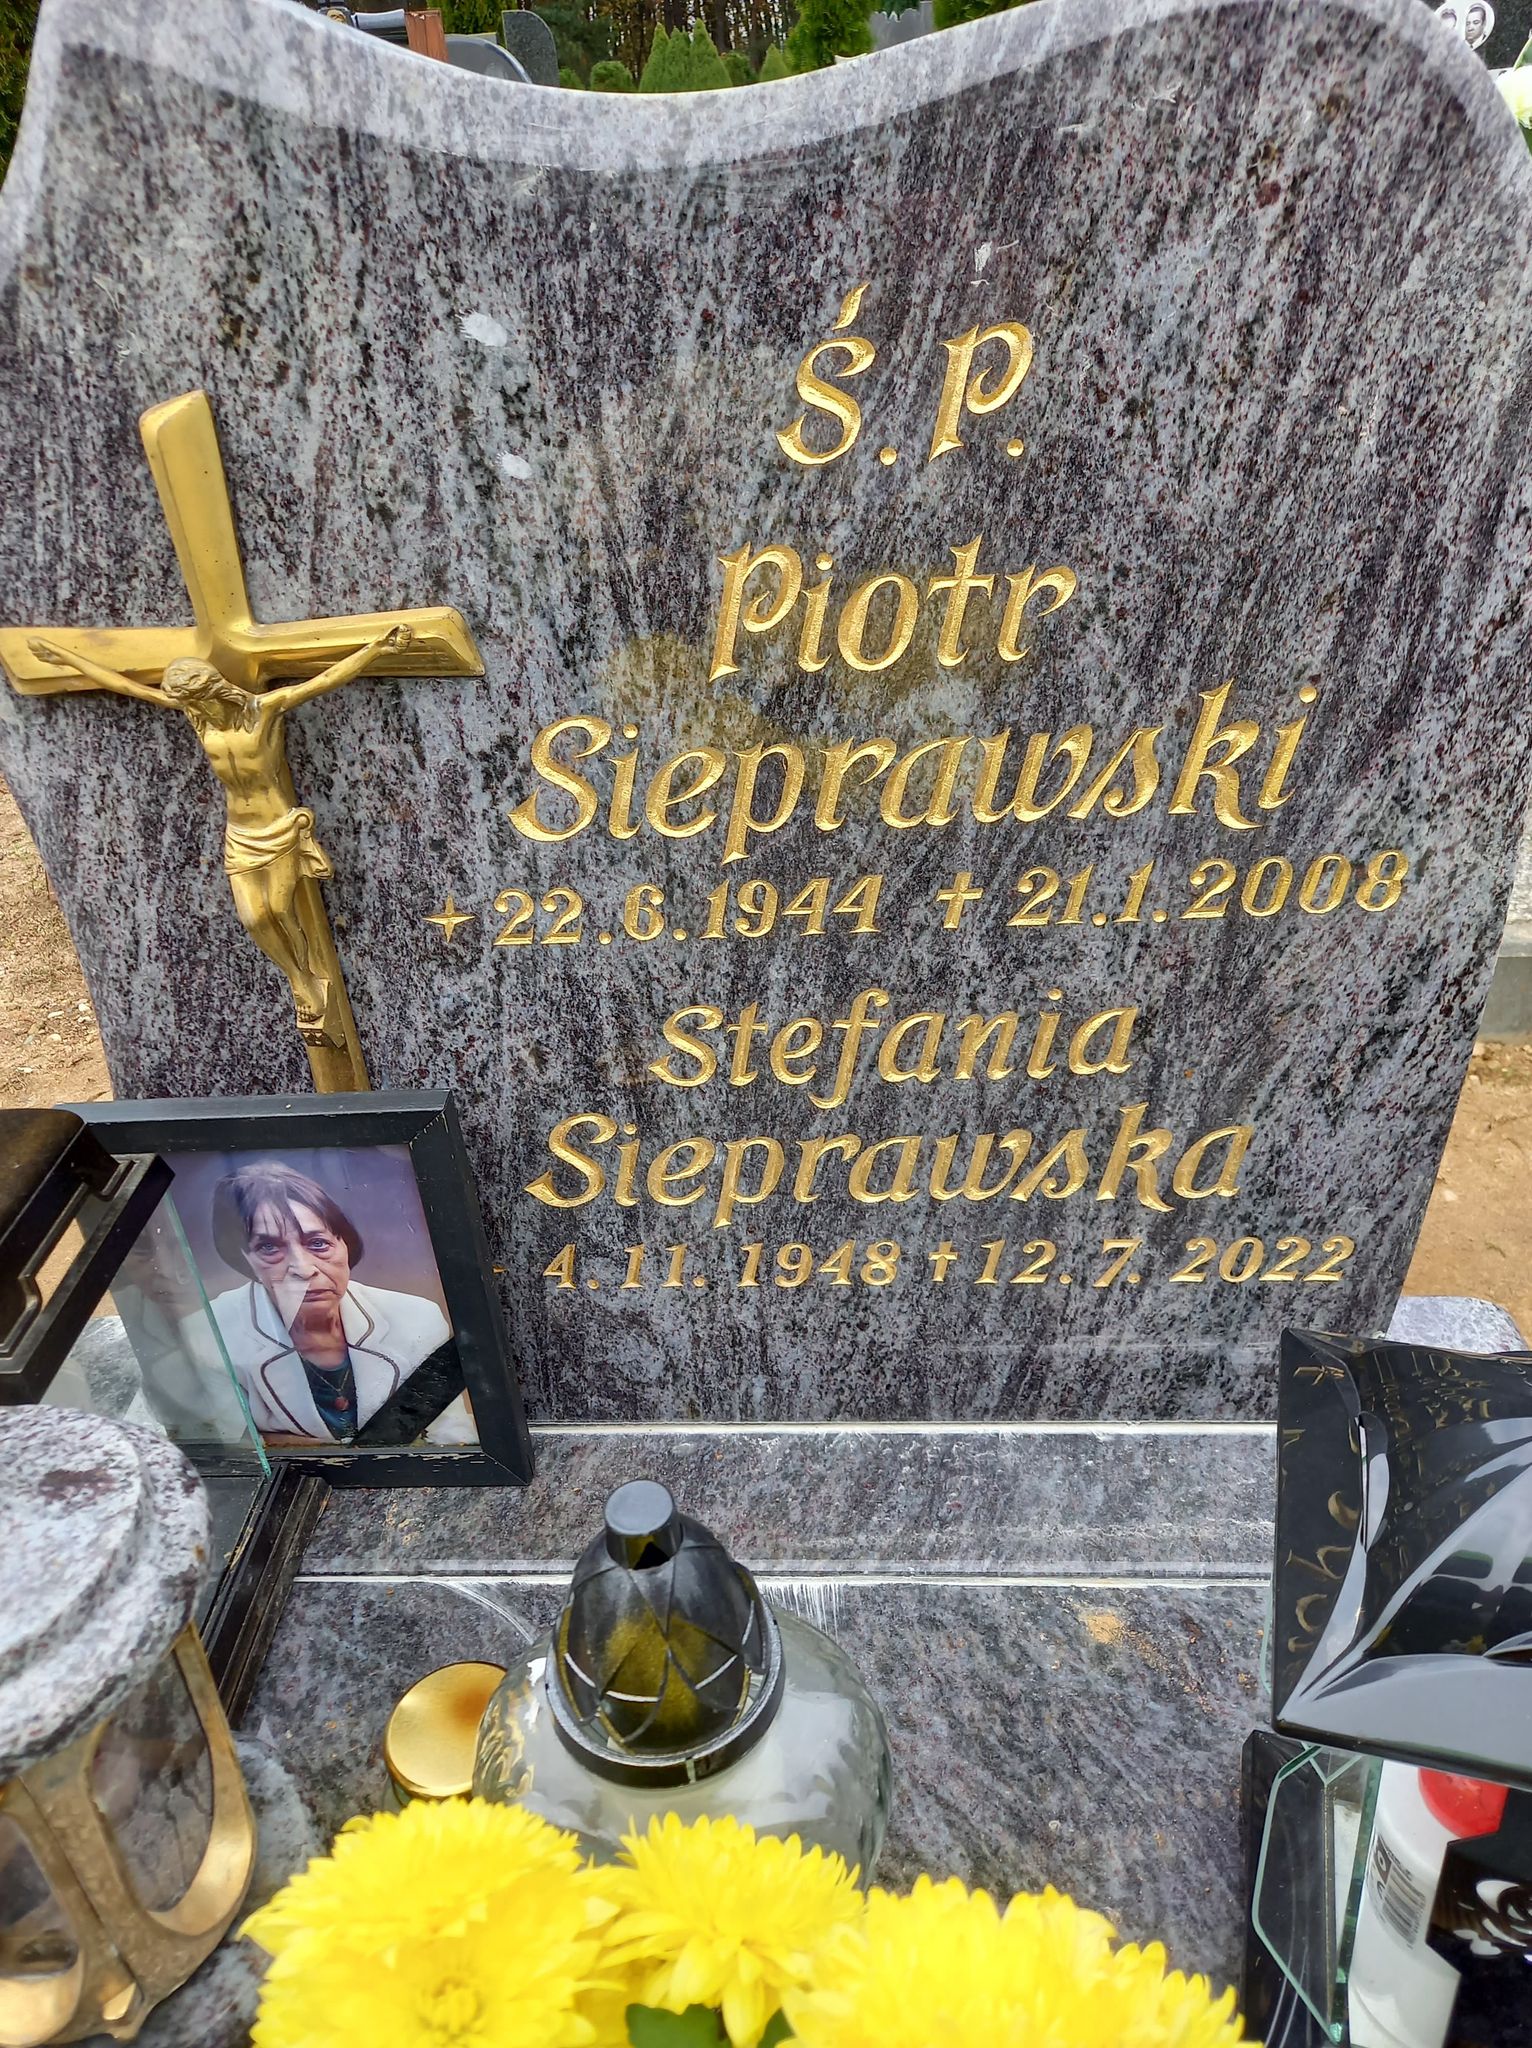 Ś.P.
Piotr
Sieprawski
22.6.1944 + 21.1.2008
Stefania
Sieprawska
4.11.1948 + 12.7.2022